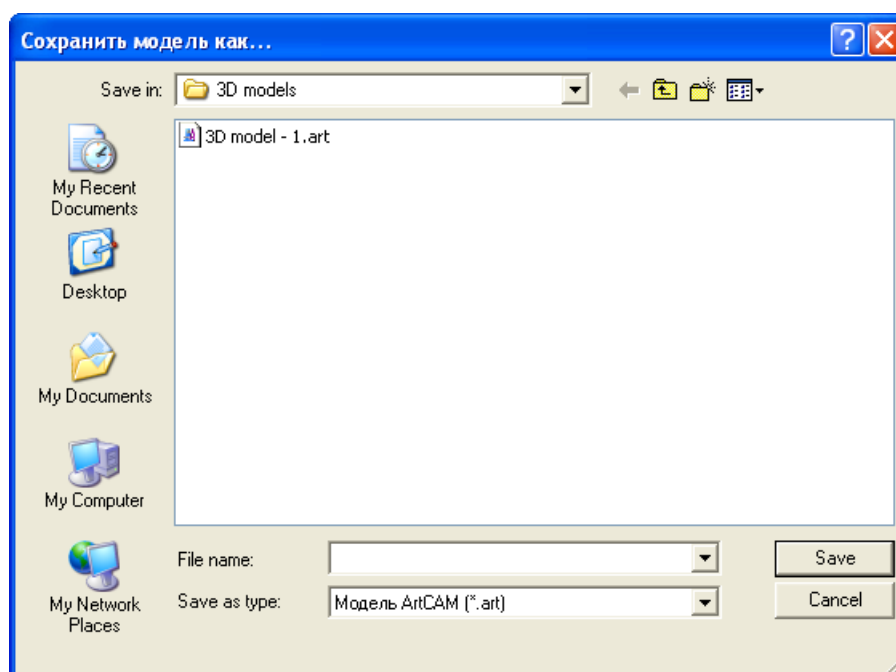 Сохранить модель как...
Save in:
3D models
3D model - 1.art
My Recent
Documents
Desktop
My Documents
My Computer
My Network
Places
File name:
Save
Save as type:
Модель ArtCAM (*.art)
Cancel